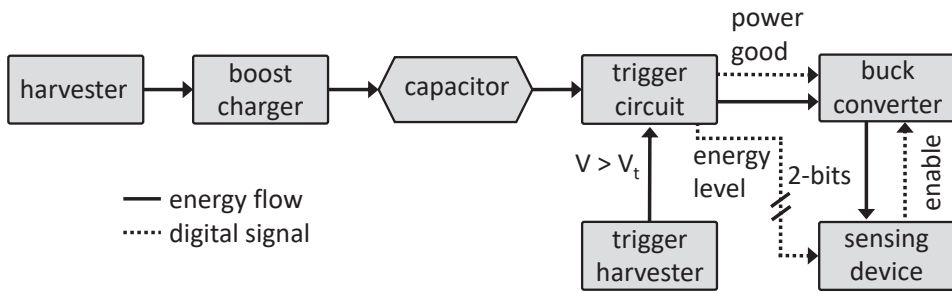 power
good
harvester
boost
charger
capacitor
trigger
circuit
buck
converter
V > Vt
energy
level
2-bits
enable
energy flow
digital signal
trigger
harvester
sensing
device